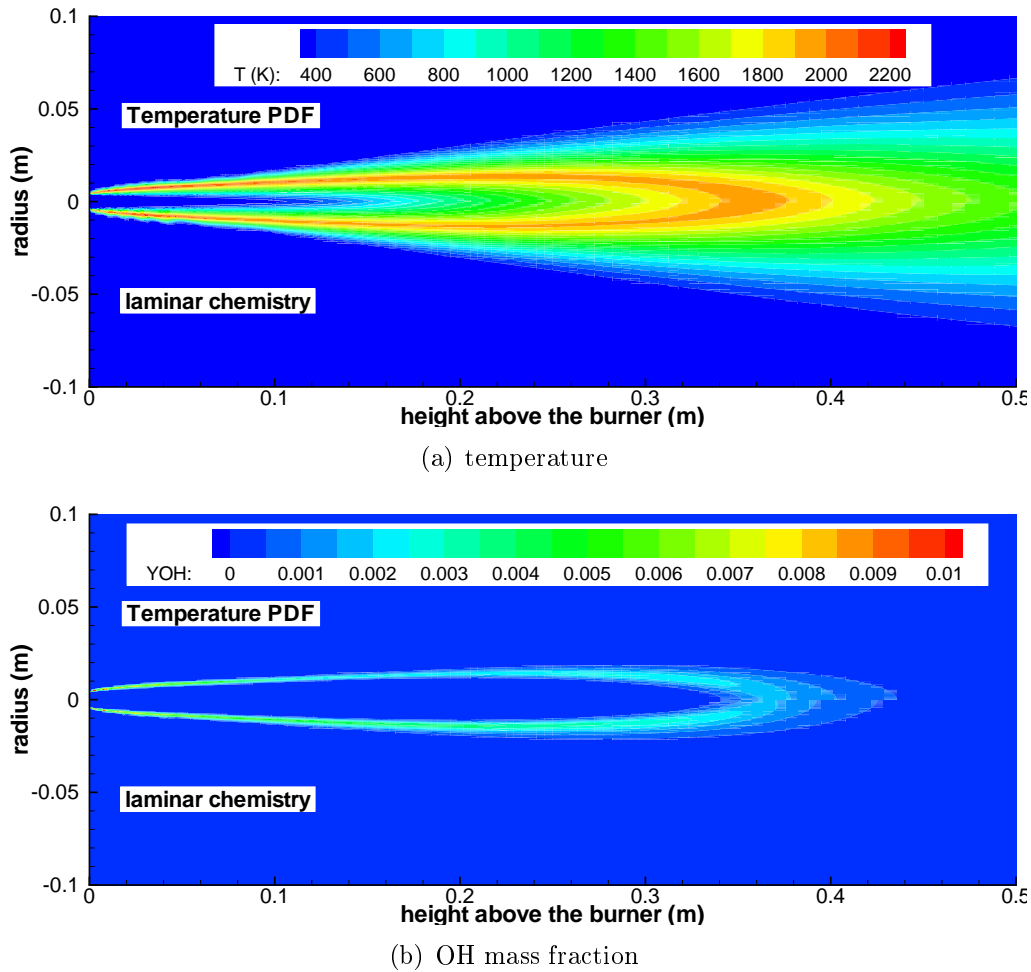 0.1
T (K): 400 600 800 1000 1200 1400 1600 1800 2000 2200
Temperature PDF
0.05
radius (m)
0
-0.05
laminar chemistry
-0.1
0 0.1 0.2 0.3 0.4 0.5
height above the burner (m)
(a) temperature
0.1
YOH: 0 0.001 0.002 0.003 0.004 0.005 0.006 0.007 0.008 0.009 0.01
Temperature PDF
0.05
radius (m)
0
-0.05
laminar chemistry
-0.1
0 0.1 0.2 0.3 0.4 0.5
height above the burner (m)
(b) OH mass fraction